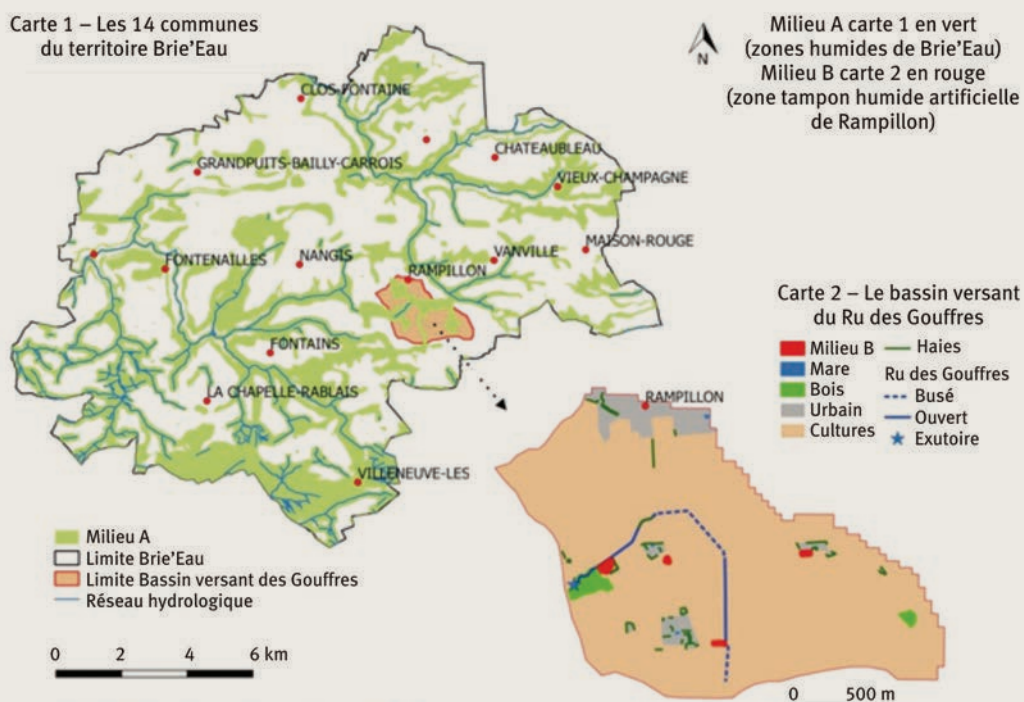 Carte 1 – Les 14 communes
du territoire Brie’Eau
N
Milieu A carte 1 en vert
(zones humides de Brie’Eau)
Milieu B carte 2 en rouge
(zone tampon humide artificielle
de Rampillon)
CLOS-FONTAINE
CHATEAUBLEAU
GRANDPUITS-BAILLY-CARROIS
VIEUX-CHAMPAGNE
MAISON-ROUGE
VANVILLE
NANGIS
FONTENAILLES
RAMPILLON
FONTAINS
LA CHAPELLE-RABLAIS
VILLENEUVE-LES
Milieu A
Limite Brie’Eau
Limite Bassin versant des Gouffres
Réseau hydrologique
0 2 4 6 km
Carte 2 – Le bassin versant
du Ru des Gouffres
Milieu B
Mare
Bois
Urbain
Cultures
Haies
Ru des Gouffres
Busé
Ouvert
Exutoire
RAMPILLON
0 500 m